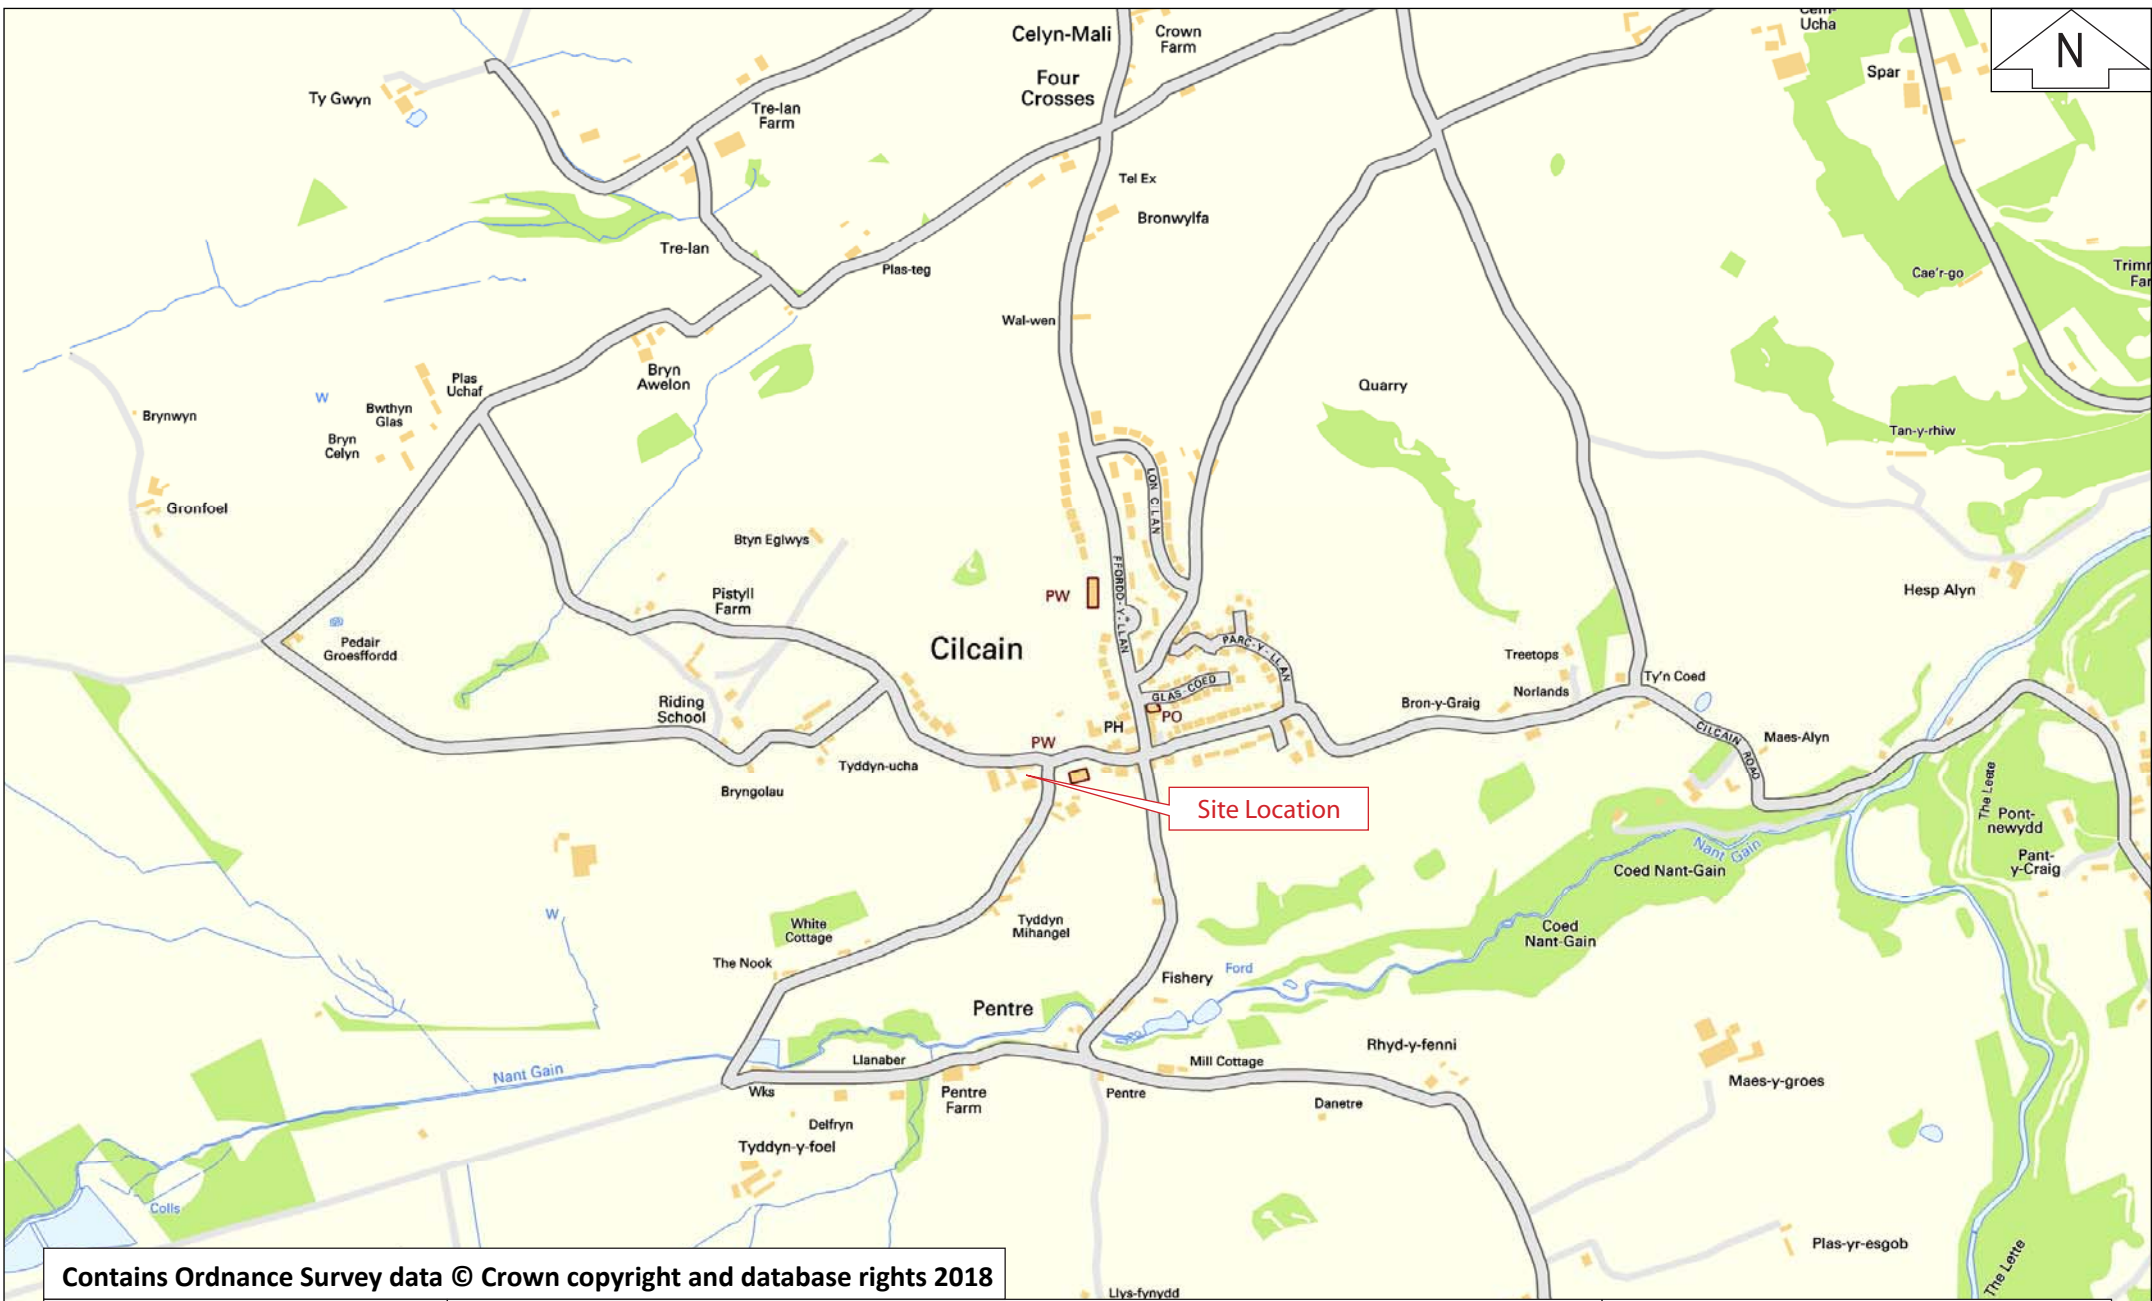 Celyn-Mali
Crown
Farm
Ucha
N
Spar
Four
Crosses
Ty Gwyn
Tre-lan
Farm
Tel Ex
Bronwylfa
Tre-lan
Plas-teg
Cae'r-go
Wal-wen
Plas
Uchaf
Bryn
Awelon
Quarry
W
Bwthyn
Glas
Brynwyn
Bryn
Celyn
Tan-y-rhiw
LON CILAN
Gronfoel
Btyn Eglwys
FFORDD-Y-LLAN
PW
Pistyll
Farm
Hesp Alyn
Pedair
Groesffordd
Cilcain
PARC-Y-LLAN
Treetops
Ty'n Coed
GLAS-COED
Norlands
Riding
School
PO
Bron-y-Graig
PH
CILCAIN ROAD
Maes-Alyn
PW
Tyddyn-ucha
Bryngolau
Site Location
The Leete
Pont-
newydd
Nant Gain
Pant-
y-Craig
Coed Nant-Gain
W
White
Cottage
Tyddyn
Mihangel
Coed
Nant-Gain
The Nook
Fishery
Ford
Pentre
Llanaber
Mill Cottage
Rhyd-y-fenni
Nant Gain
Wks
Pentre
Farm
Pentre
Danetre
Maes-y-groes
Delfryn
Tyddyn-y-foel
Colls
Plas-yr-esgob
The Lette
Contains Ordnance Survey data © Crown copyright and database rights 2018
Llys-fynydd